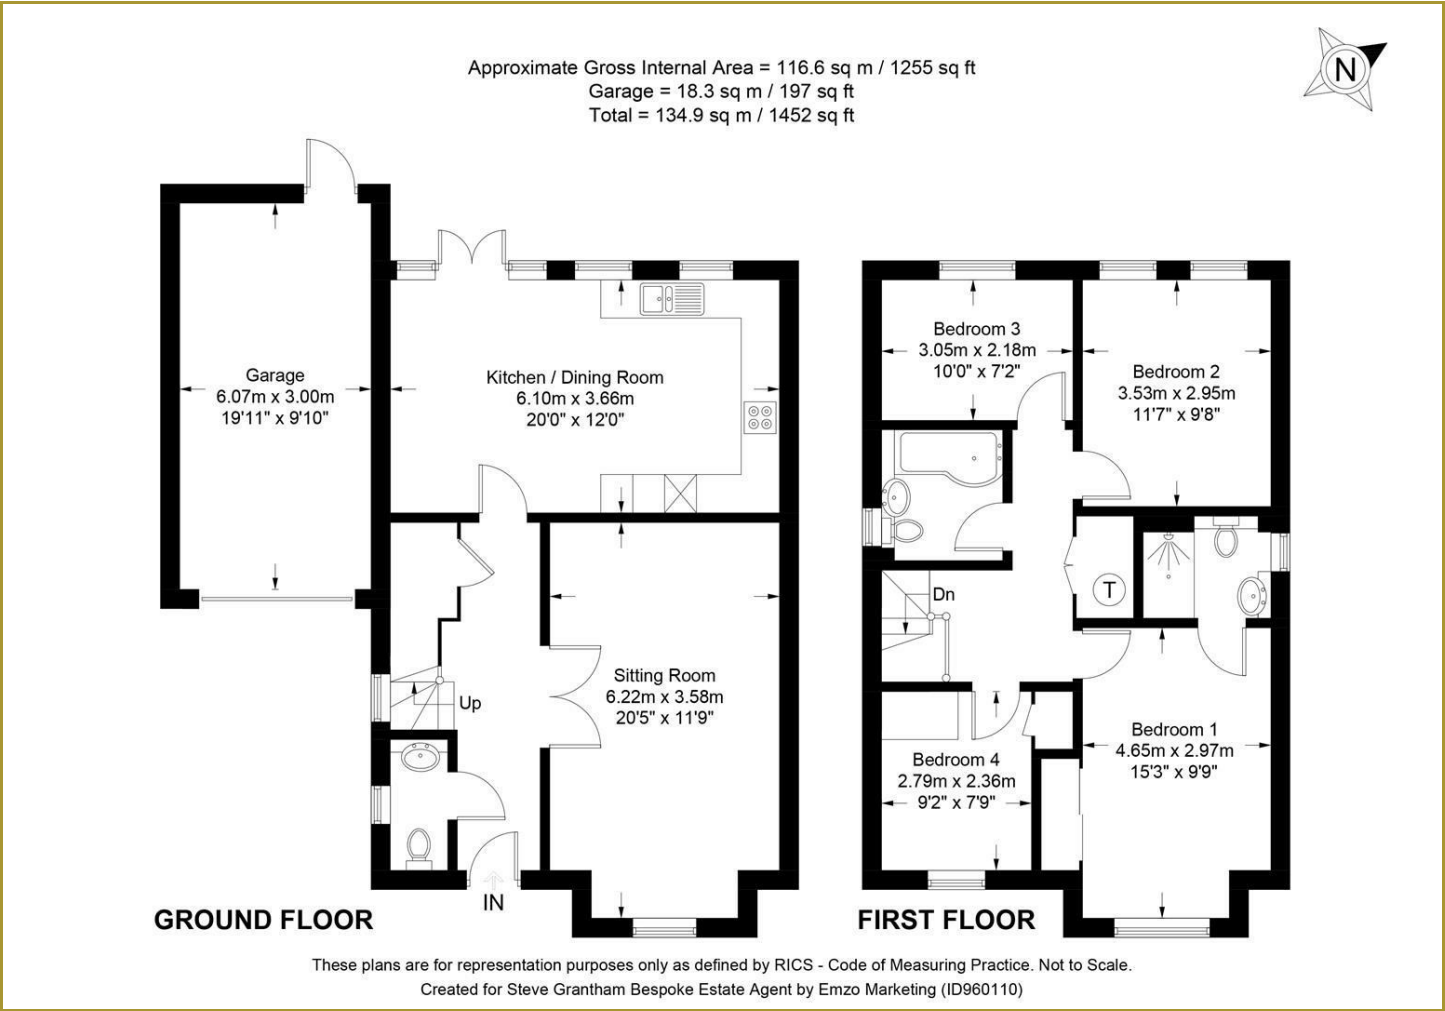 Approximate Gross Internal Area = 116.6 sq m / 1255 sq ft
Garage = 18.3 sq m / 197 sq ft
Total = 134.9 sq m / 1452 sq ft
N
Garage
6.07m x 3.00m
19'11" x 9'10"
Kitchen / Dining Room
6.10m x 3.66m
20'0" x 12'0"
Sitting Room
6.22m x 3.58m
20'5" x 11'9"
Up
IN
GROUND FLOOR
Bedroom 3
3.05m x 2.18m
10'0" x 7'2"
Bedroom 2
3.53m x 2.95m
11'7" x 9'8"
Dn
T
Bedroom 1
4.65m x 2.97m
15'3" x 9'9"
Bedroom 4
2.79m x 2.36m
9'2" x 7'9"
FIRST FLOOR
These plans are for representation purposes only as defined by RICS - Code of Measuring Practice. Not to Scale.
Created for Steve Grantham Bespoke Estate Agent by Emzo Marketing (ID960110)